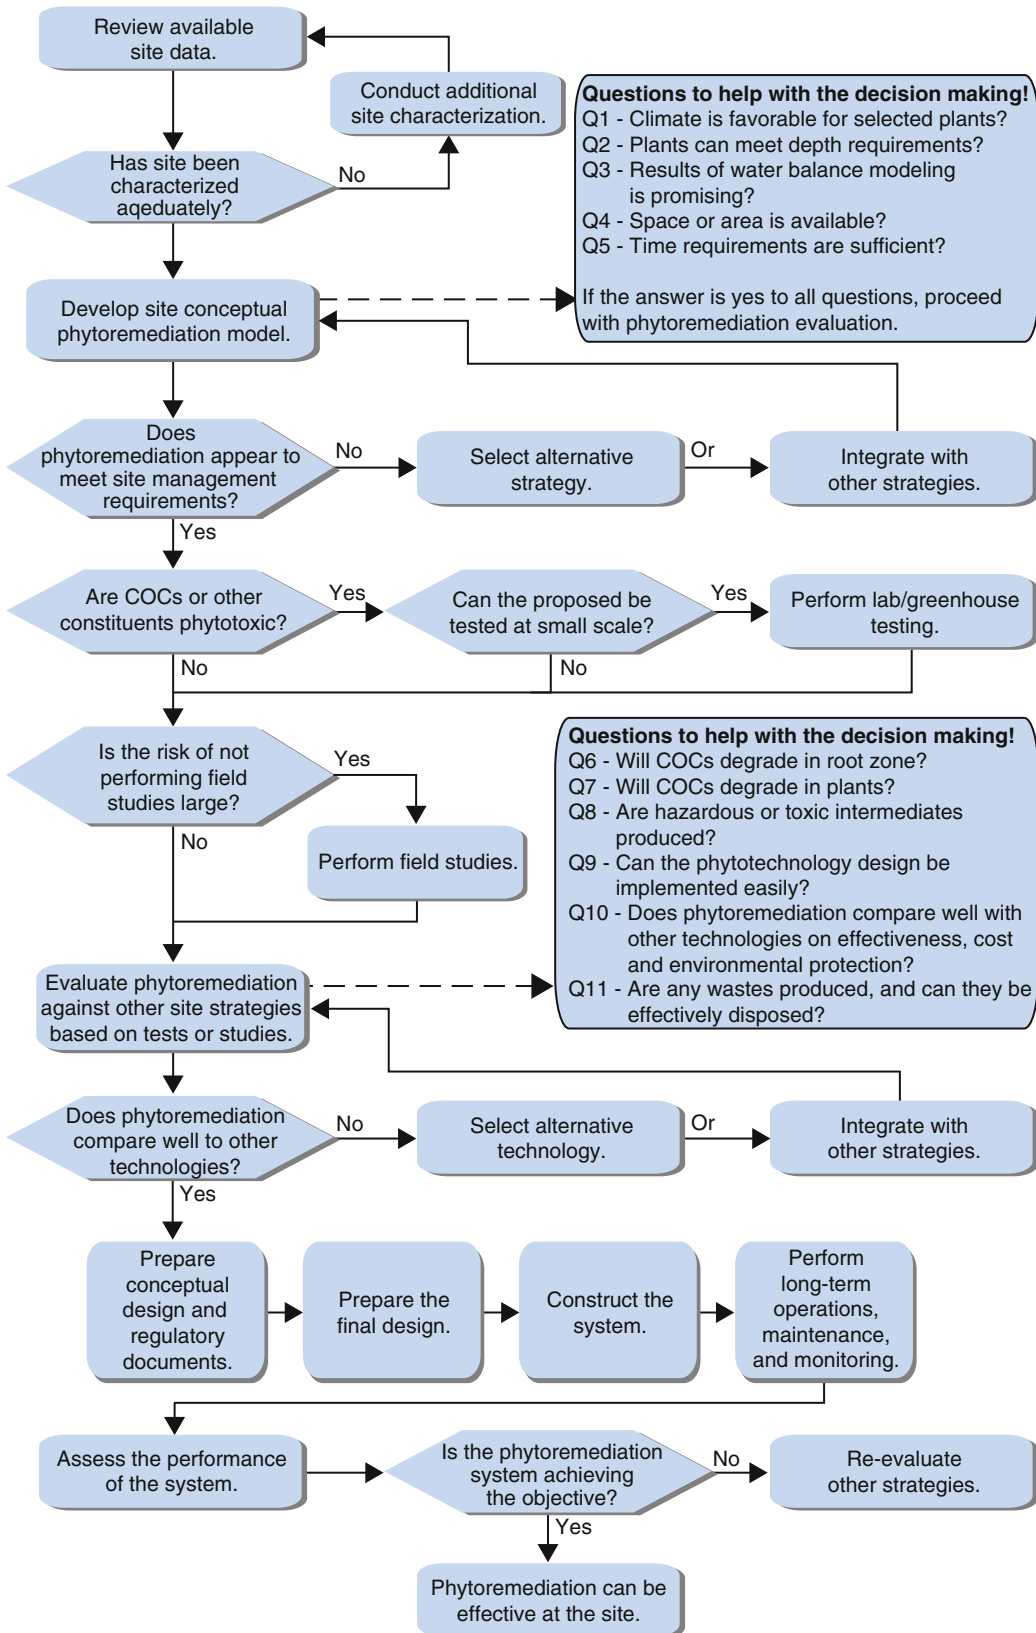 Review available
site data.
Conduct additional
site characterization.
Has site been
characterized
aqeduately?
No
Questions to help with the decision making!
Q1 - Climate is favorable for selected plants?
Q2 - Plants can meet depth requirements?
Q3 - Results of water balance modeling
is promising?
Q4 - Space or area is available?
Q5 - Time requirements are sufficient?
If the answer is yes to all questions, proceed
with phytoremediation evaluation.
Develop site conceptual
phytoremediation model.
Does
phytoremediation appear to
meet site management
requirements?
No
Select alternative
strategy.
Or
Integrate with
other strategies.
Yes
Are COCs or other
constituents phytotoxic?
Yes
Can the proposed be
tested at small scale?
Yes
Perform lab/greenhouse
testing.
No
No
Is the risk of not
performing field
studies large?
Yes
No
Perform field studies.
Questions to help with the decision making!
Q6 - Will COCs degrade in root zone?
Q7 - Will COCs degrade in plants?
Q8 - Are hazardous or toxic intermediates
produced?
Q9 - Can the phytotechnology design be
implemented easily?
Q10 - Does phytoremediation compare well with
other technologies on effectiveness, cost
and environmental protection?
Q11 - Are any wastes produced, and can they be
effectively disposed?
Evaluate phytoremediation
against other site strategies
based on tests or studies.
Does phytoremediation
compare well to other
technologies?
No
Select alternative
technology.
Or
Integrate with
other strategies.
Yes
Prepare
conceptual
design and
regulatory
documents.
Prepare the
final design.
Construct the
system.
Perform
long-term
operations,
maintenance,
and monitoring.
Assess the performance
of the system.
Is the phytoremediation
system achieving
the objective?
No
Re-evaluate
other strategies.
Yes
Phytoremediation can be
effective at the site.